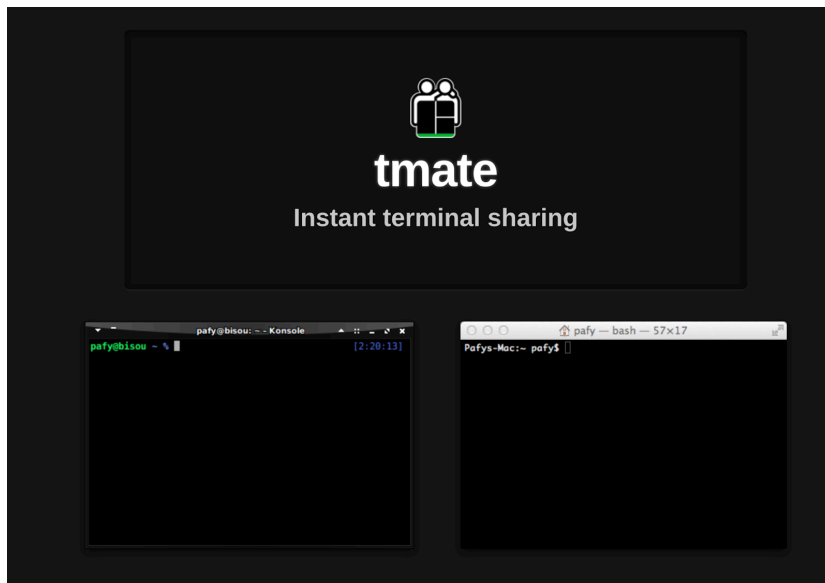 tmate
Instant terminal sharing
pafy@bisou: ~ - Konsole
pafy@bisou ~ % [2:20:13]
pafy — bash — 57×17
Pafys-Mac:~ pafy$